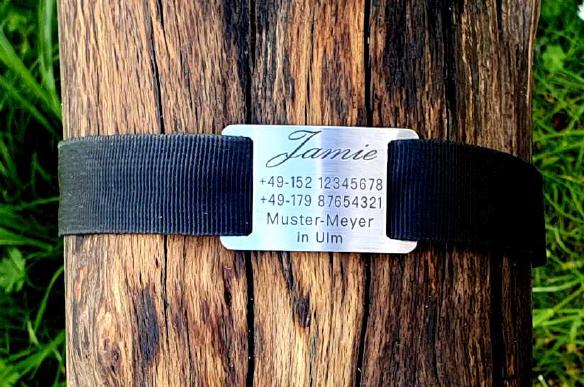 Jamie
+49-152 12345678
+49-179 87654321
Muster-Meyer
in Ulm